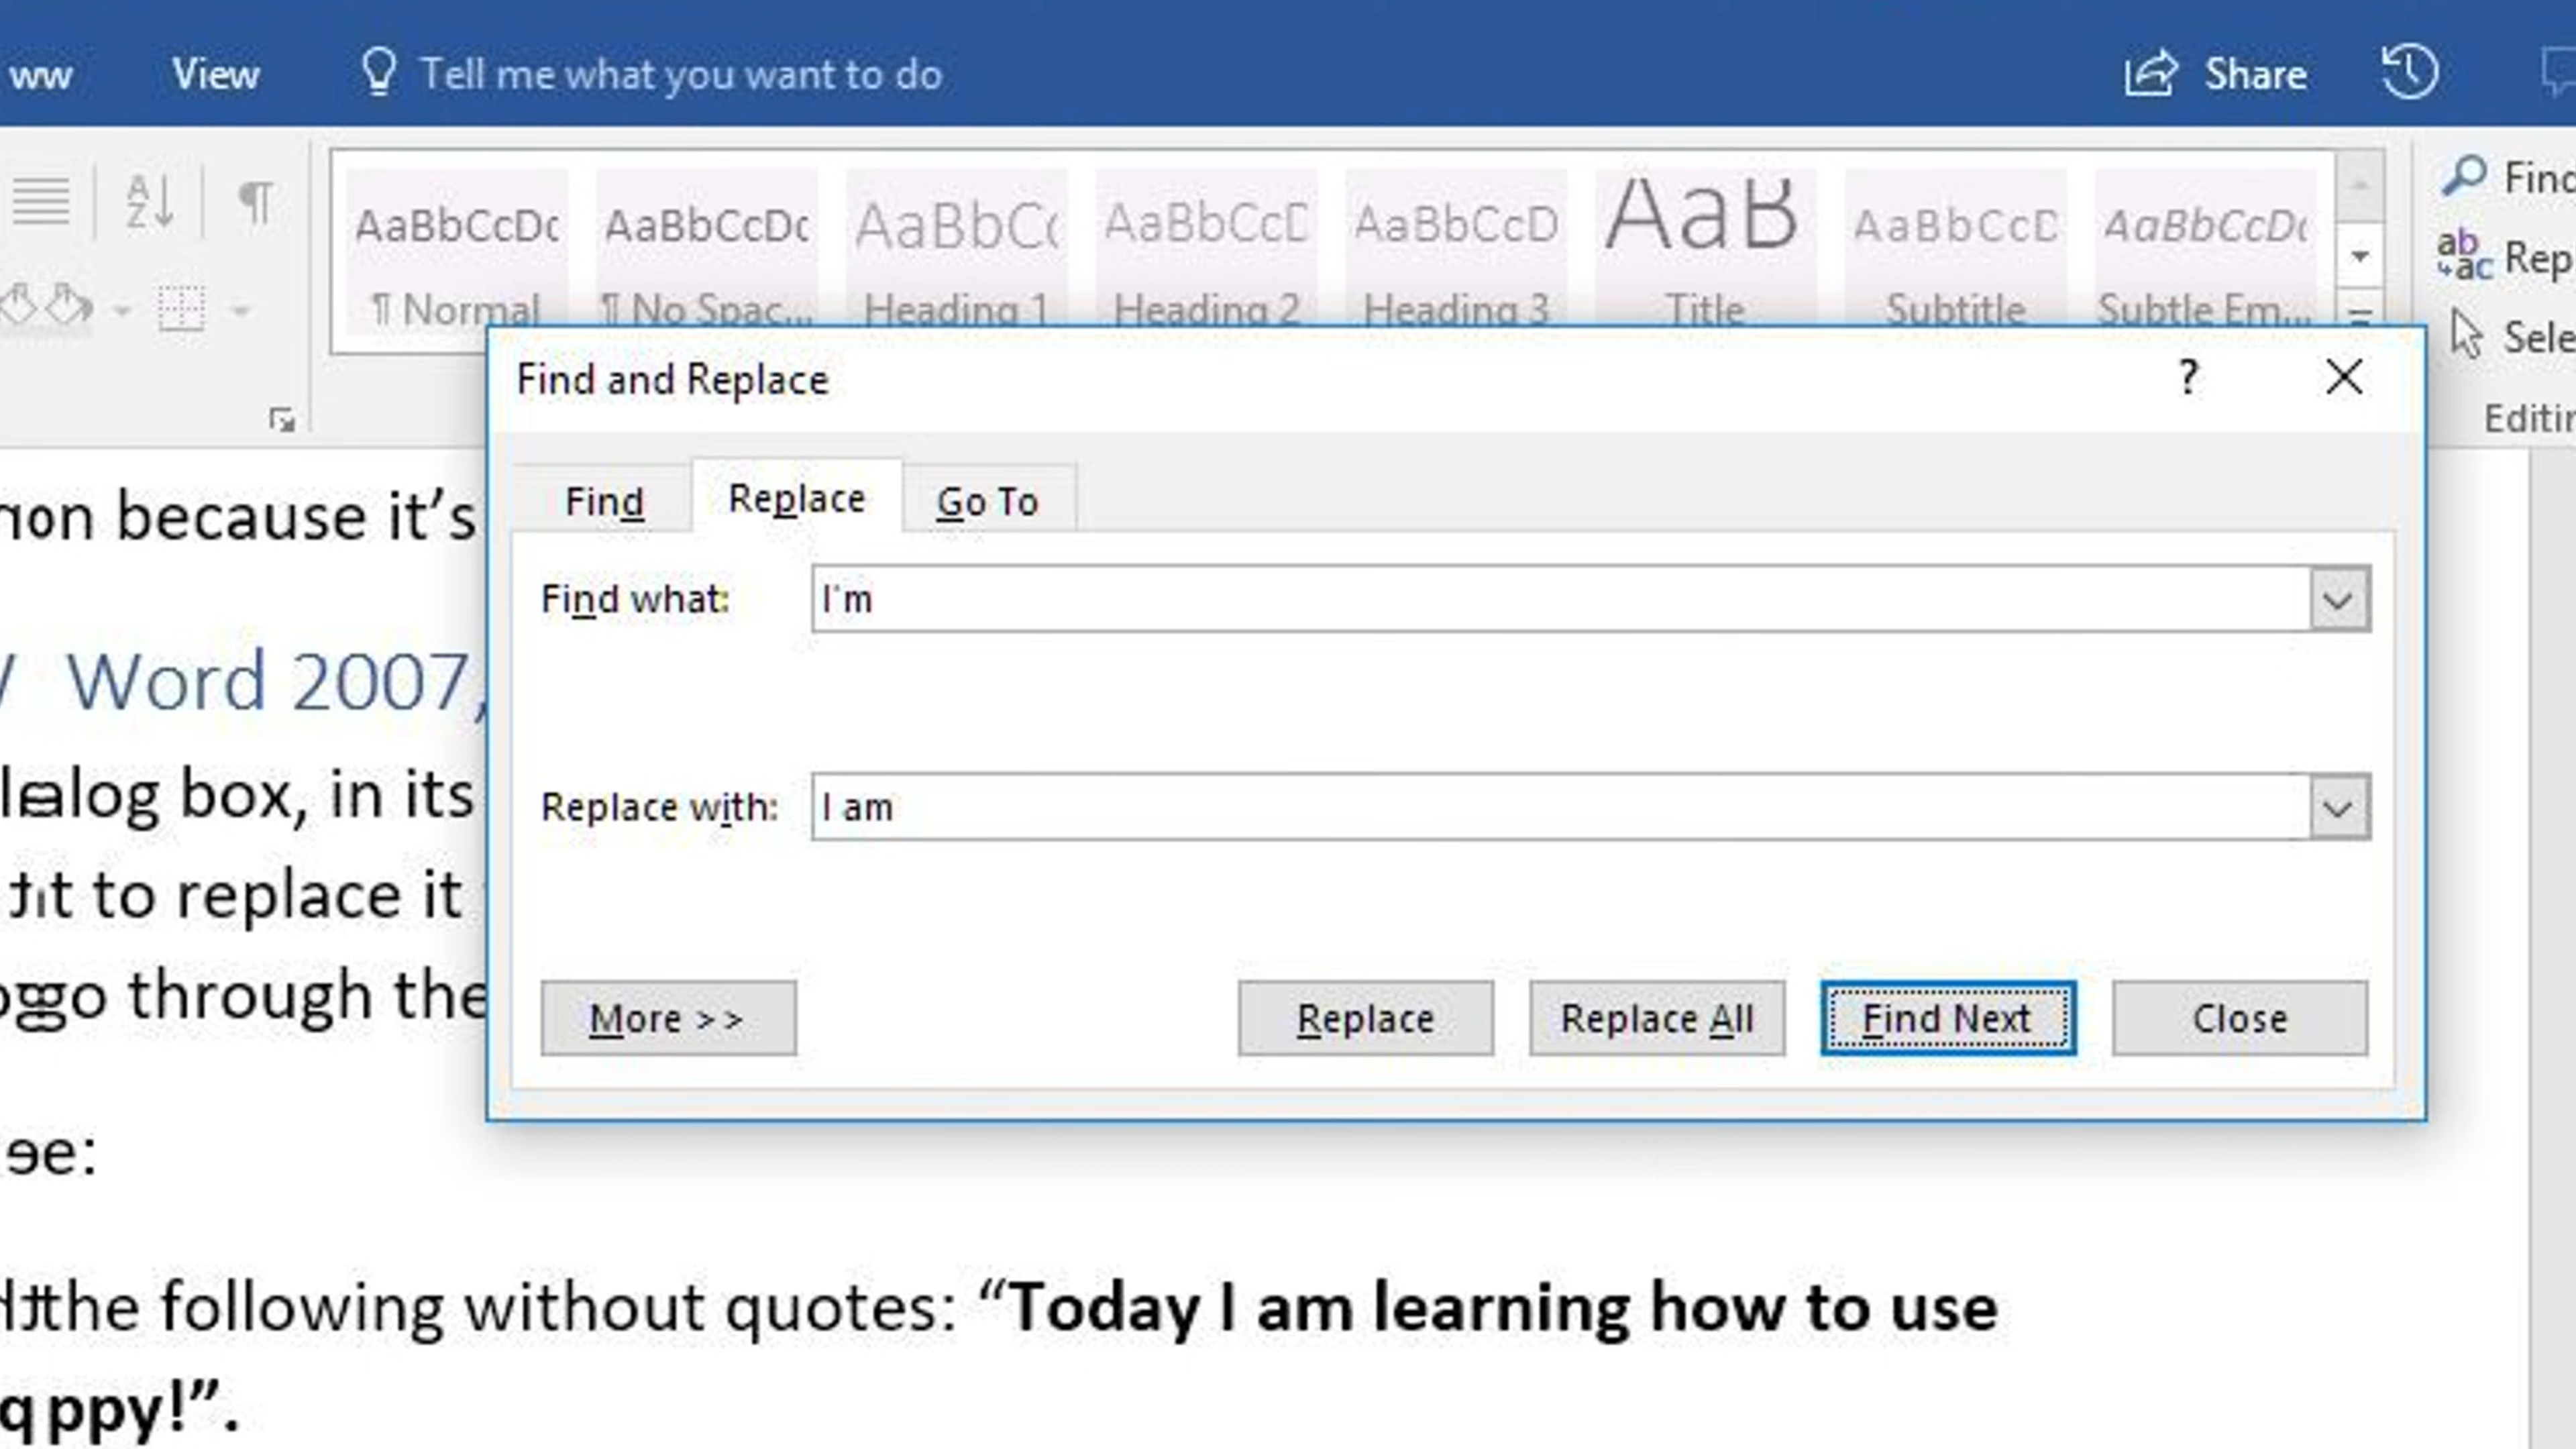 View Tell me what you want to do Share
AaBbCcDc AaBbCcDc AaBbC AaBbCcD AaBbCcD AaB AaBbCcD AaBbCcDc
¶ Normal ¶ No Spac... Heading 1 Heading 2 Heading 3 Title Subtitle Subtle Em...
Find and Replace ?
Find Replace Go To
because it’s
Find what: I'm
Word 2007,
log box, in its
Replace with: I am
to replace it
go through the
More >> Replace Replace All Find Next Close
the following without quotes: “Today I am learning how to use
ppy!”.